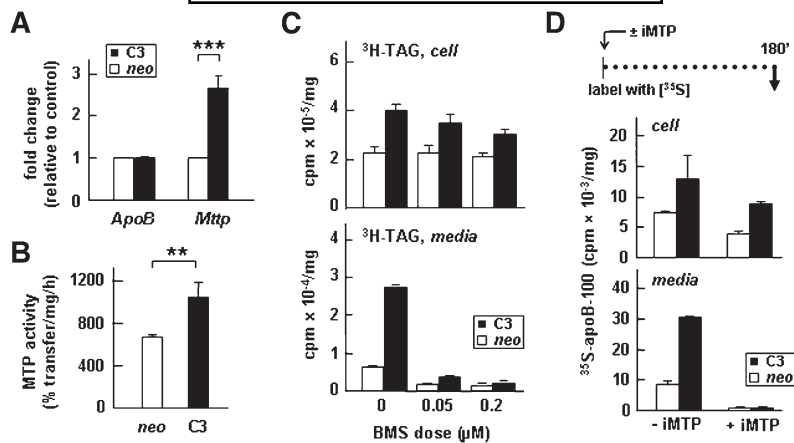 A
C3
neo
***
fold change
(relative to control)
3
2
1
0
ApoB
Mttp
B
**
MTP activity
(% transfer/mg/h)
1200
800
400
0
neo
C3
C
³H-TAG, cell
cpm × 10⁻⁵/mg
6
4
2
0
³H-TAG, media
cpm × 10⁻⁴/mg
4
3
2
1
0
C3
neo
0
0.05
0.2
BMS dose (µM)
D
± iMTP
180’
label with [³⁵S]
cell
20
15
10
5
0
media
40
30
20
10
0
³⁵S-apoB-100 (cpm × 10⁻³/mg)
C3
neo
- iMTP
+ iMTP